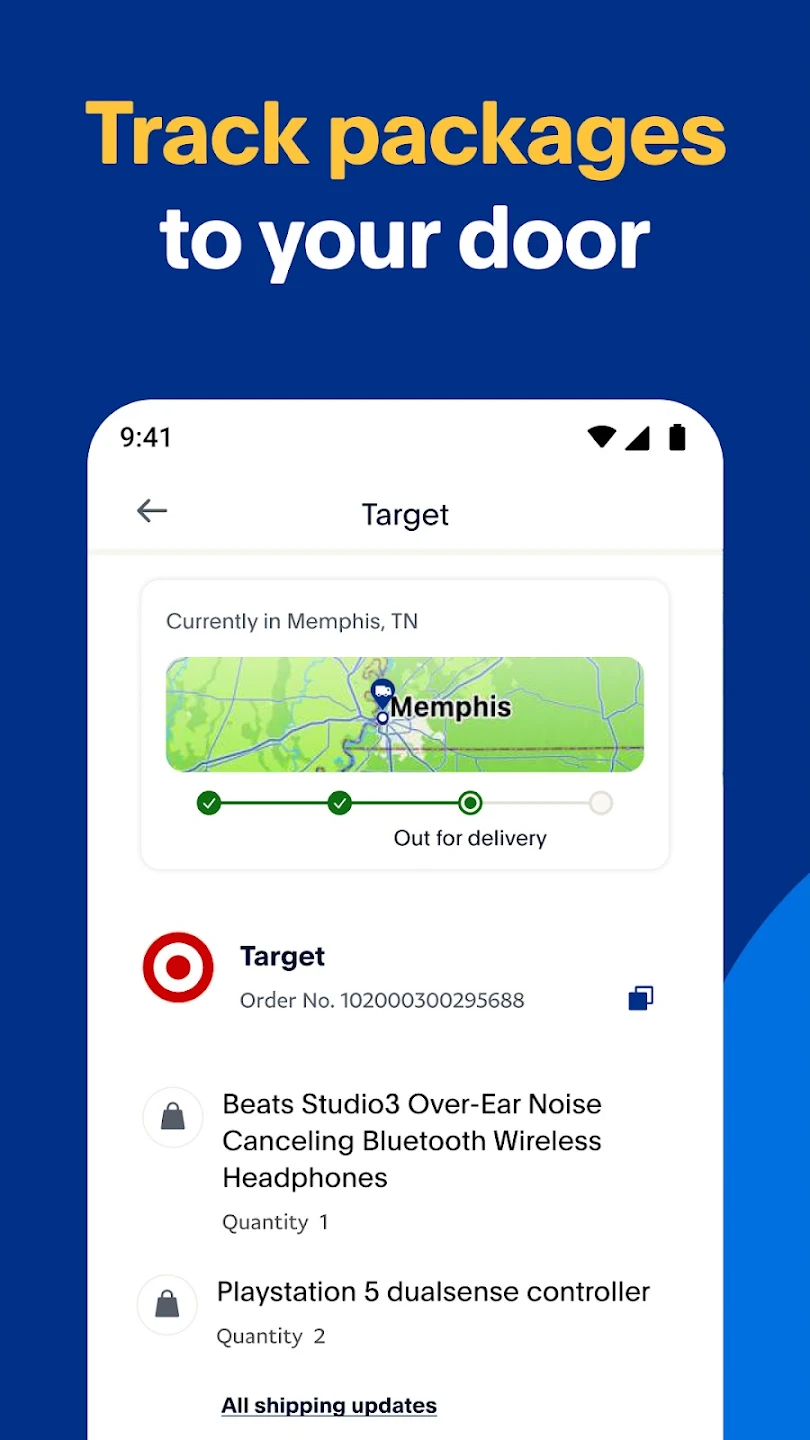 Track packages
to your door
9:41
Target
Currently in Memphis, TN
Memphis
Out for delivery
Target
Order No. 102000300295688
Beats Studio3 Over-Ear Noise
Canceling Bluetooth Wireless
Headphones
Quantity 1
Playstation 5 dualsense controller
Quantity 2
All shipping updates